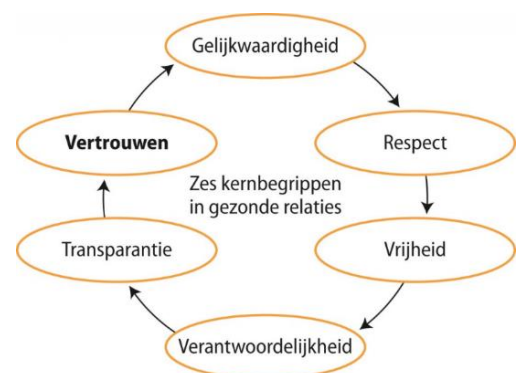 Gelijkwaardigheid
Respect
Vrijheid
Verantwoordelijkheid
Transparantie
Vertrouwen
Zes kernbegrippen
in gezonde relaties